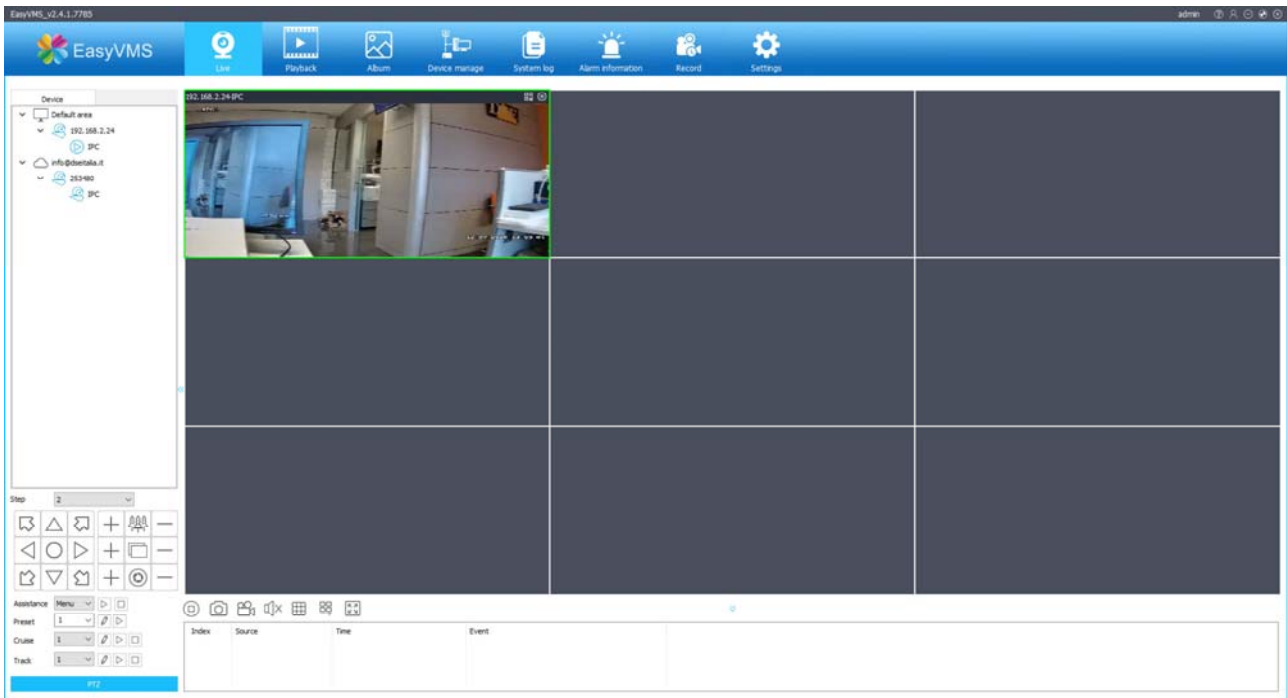 EasyVMS_v2.4.1.7785
admin
EasyVMS
Live
Playback
Album
Device manage
System log
Alarm information
Record
Settings
Device
Default area
192.168.2.24
IPC
info@dseitalia.it
253480
IPC
192.168.2.24-IPC
Step
2
Assistance
Menu
Preset
1
Cruise
1
Track
1
PTZ
Index
Source
Time
Event